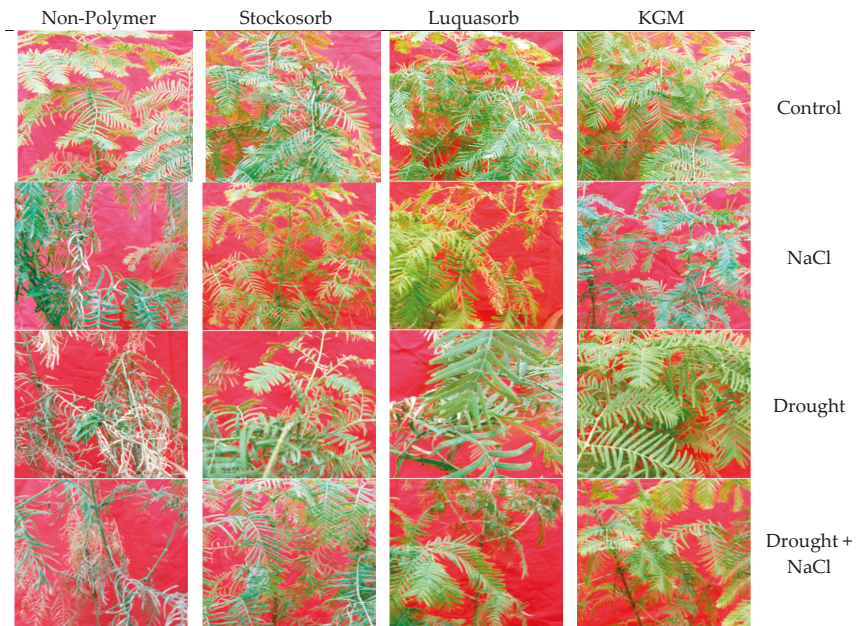 Non-Polymer Stockosorb Luquasorb KGM
Control
NaCl
Drought
Drought +
NaCl